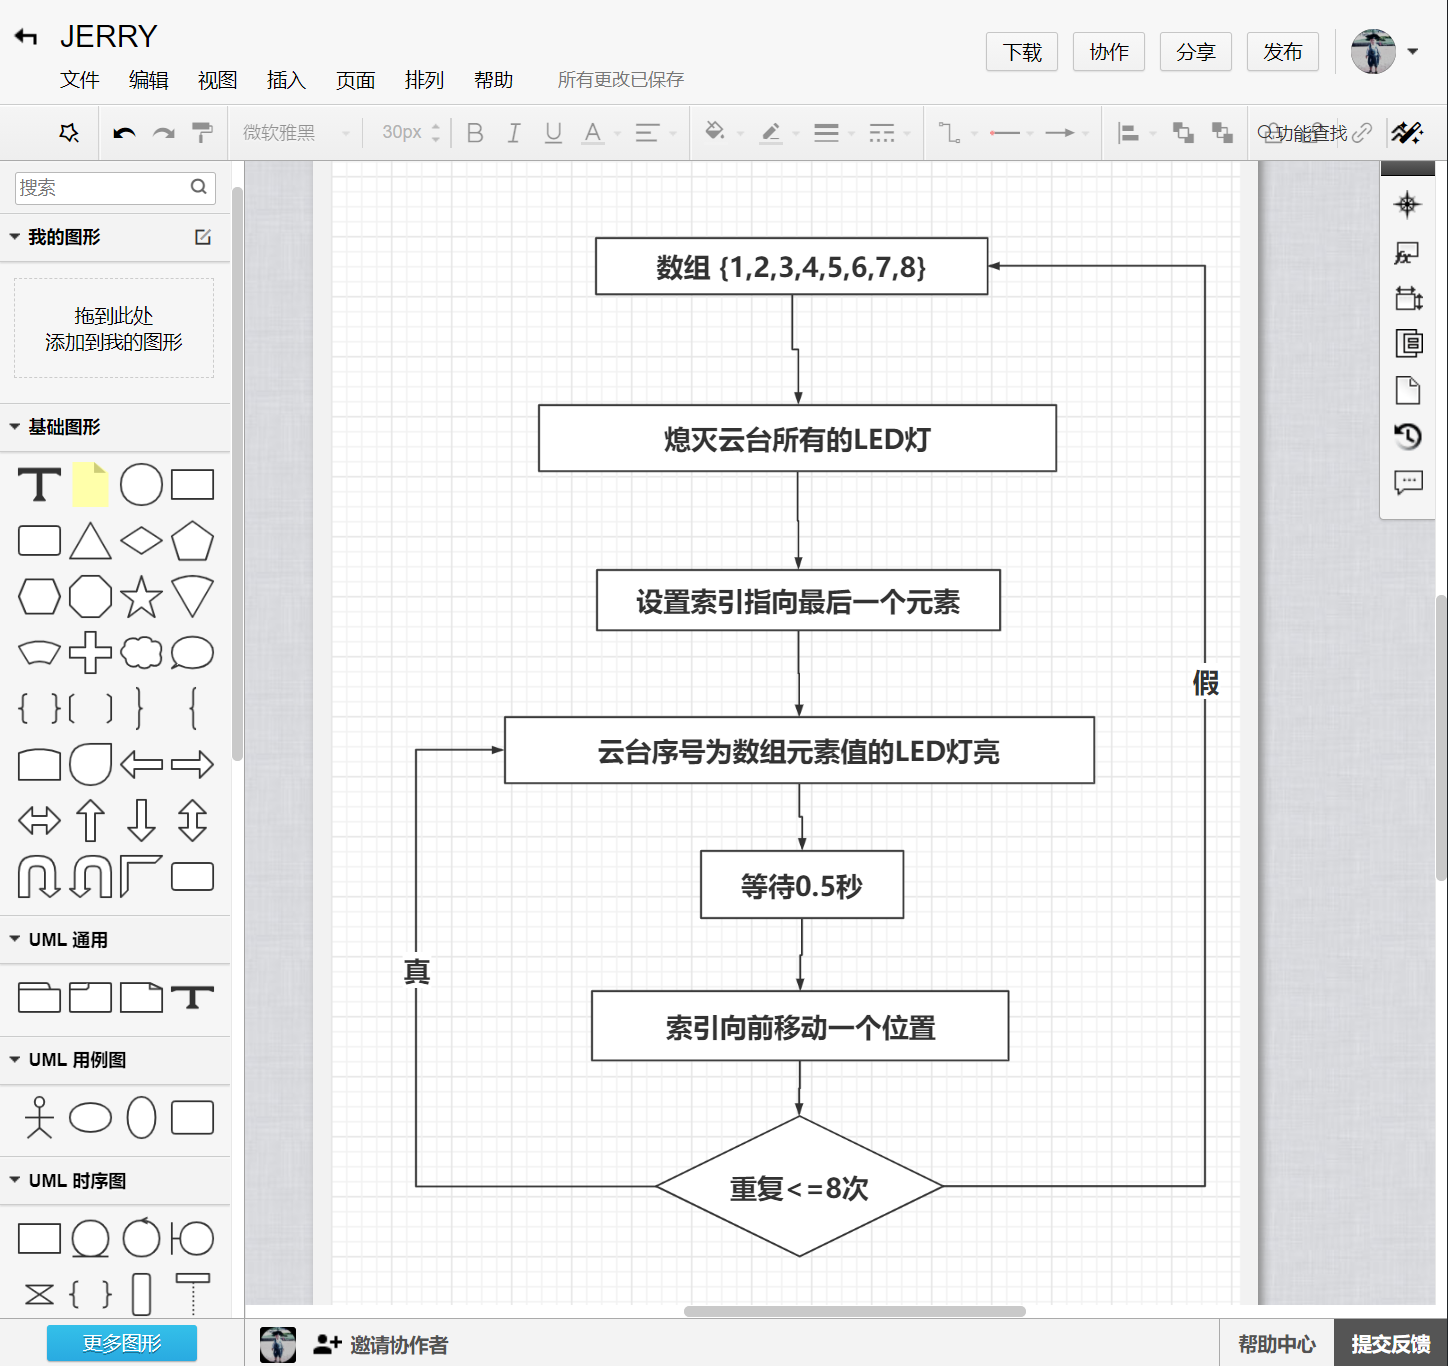 JERRY
文件 编辑 视图 插入 页面 排列 帮助 所有更改已保存
下载 协作 分享 发布
微软雅黑 30px B I U A 功能查找
搜索
我的图形
拖到此处
添加到我的图形
基础图形
UML 通用
UML 用例图
UML 时序图
更多图形
数组 {1,2,3,4,5,6,7,8}
熄灭云台所有的LED灯
设置索引指向最后一个元素
假
云台序号为数组元素值的LED灯亮
等待0.5秒
真
索引向前移动一个位置
重复<=8次
fx
邀请协作者
帮助中心 提交反馈